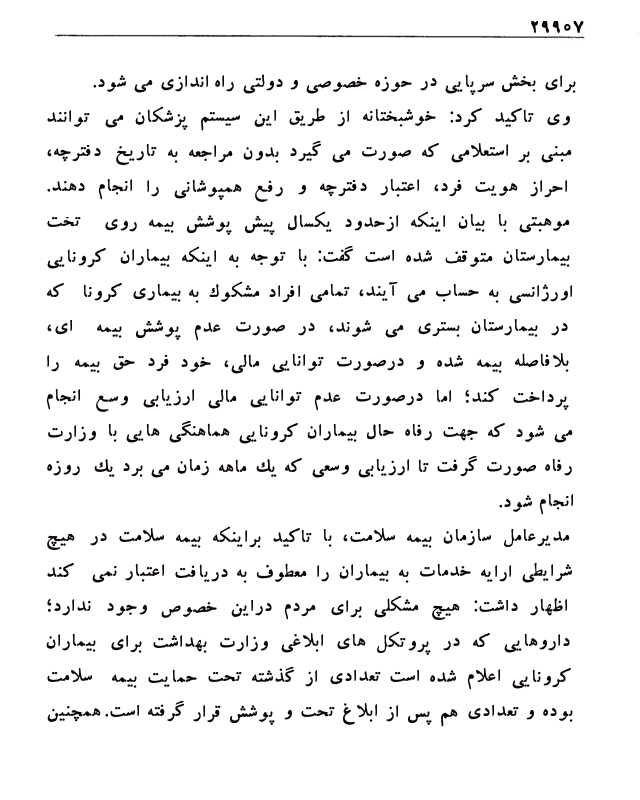 ۲۹۹۰۷
برای بخش سرپایی در حوزه خصوصی و دولتی راه اندازی می شود.
وی تاکید کرد: خوشبختانه از طریق این سیستم پزشکان می توانند
مبنی بر استعلامی که صورت می گیرد بدون مراجعه به تاریخ دفترچه،
احراز هویت فرد، اعتبار دفترچه و رفع همپوشانی را انجام دهند.
موهبتی با بیان اینکه ازحدود یکسال پیش پوشش بیمه روی تخت
بیمارستان متوقف شده است گفت: با توجه به اینکه بیماران کرونایی
اورژانسی به حساب می آیند، تمامی افراد مشکوك به بیماری کرونا که
در بیمارستان بستری می شوند، در صورت عدم پوشش بیمه ای،
بلافاصله بیمه شده و درصورت توانایی مالی، خود فرد حق بیمه را
پرداخت کند؛ اما درصورت عدم توانایی مالی ارزیابی وسع انجام
می شود که جهت رفاه حال بیماران کرونایی هماهنگی هایی با وزارت
رفاه صورت گرفت تا ارزیابی وسعی که یك ماهه زمان می برد یك روزه
انجام شود.
مدیرعامل سازمان بیمه سلامت، با تاکید براینکه بیمه سلامت در هیچ
شرایطی ارایه خدمات به بیماران را معطوف به دریافت اعتبار نمی کند
اظهار داشت: هیچ مشکلی برای مردم دراین خصوص وجود ندارد؛
داروهایی که در پروتکل های ابلاغی وزارت بهداشت برای بیماران
کرونایی اعلام شده است تعدادی از گذشته تحت حمایت بیمه سلامت
بوده و تعدادی هم پس از ابلاغ تحت و پوشش قرار گرفته است. همچنین